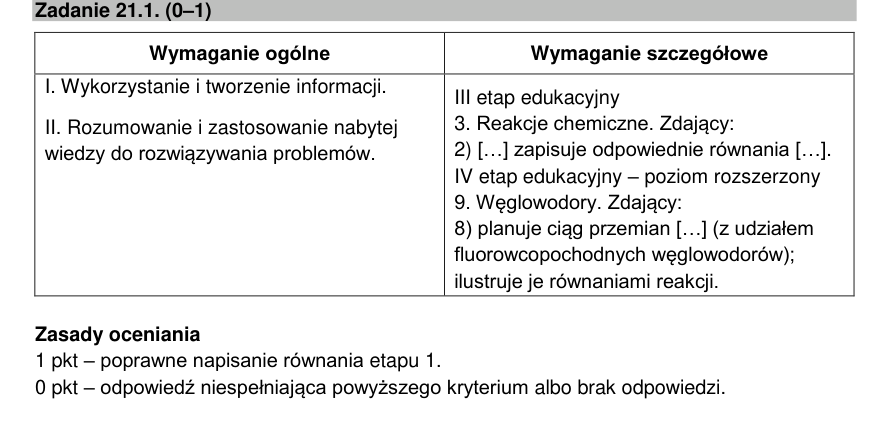 Zadanie 21.1. (0–1)
Wymaganie ogólne
Wymaganie szczegółowe
I. Wykorzystanie i tworzenie informacji.
II. Rozumowanie i zastosowanie nabytej
wiedzy do rozwiązywania problemów.
III etap edukacyjny
3. Reakcje chemiczne. Zdający:
2) […] zapisuje odpowiednie równania […].
IV etap edukacyjny – poziom rozszerzony
9. Węglowodory. Zdający:
8) planuje ciąg przemian […] (z udziałem
fluorowcopochodnych węglowodorów);
ilustruje je równaniami reakcji.
Zasady oceniania
1 pkt – poprawne napisanie równania etapu 1.
0 pkt – odpowiedź niespełniająca powyższego kryterium albo brak odpowiedzi.